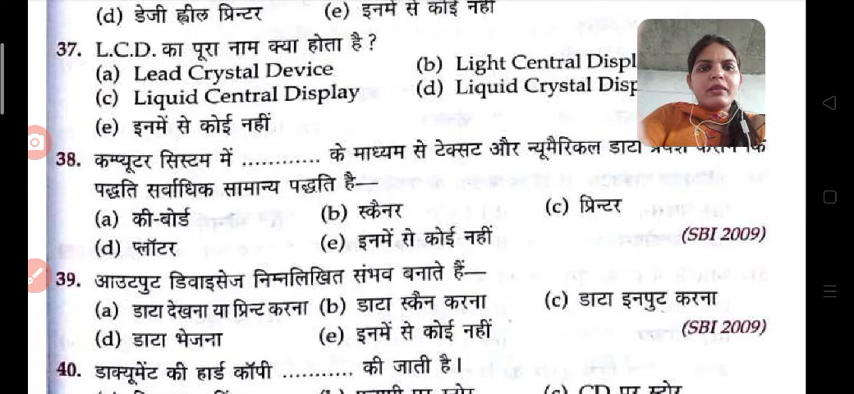 (d) डेजी ह्वील प्रिन्टर (e) इनमें से कोई नहीं
37. L.C.D. का पूरा नाम क्या होता है ?
(a) Lead Crystal Device (b) Light Central Displ
(c) Liquid Central Display (d) Liquid Crystal Disp
(e) इनमें से कोई नहीं
38. कम्प्यूटर सिस्टम में ............. के माध्यम से टेक्सट और न्यूमैरिकल डाटा
पद्धति सर्वाधिक सामान्य पद्धति है—
(a) की-बोर्ड (b) स्कैनर (c) प्रिन्टर
(d) प्लॉटर (e) इनमें से कोई नहीं (SBI 2009)
39. आउटपुट डिवाइसेज निम्नलिखित संभव बनाते हैं—
(a) डाटा देखना या प्रिन्ट करना (b) डाटा स्कैन करना (c) डाटा इनपुट करना
(d) डाटा भेजना (e) इनमें से कोई नहीं (SBI 2009)
40. डाक्यूमेंट की हार्ड कॉपी ............ की जाती है।